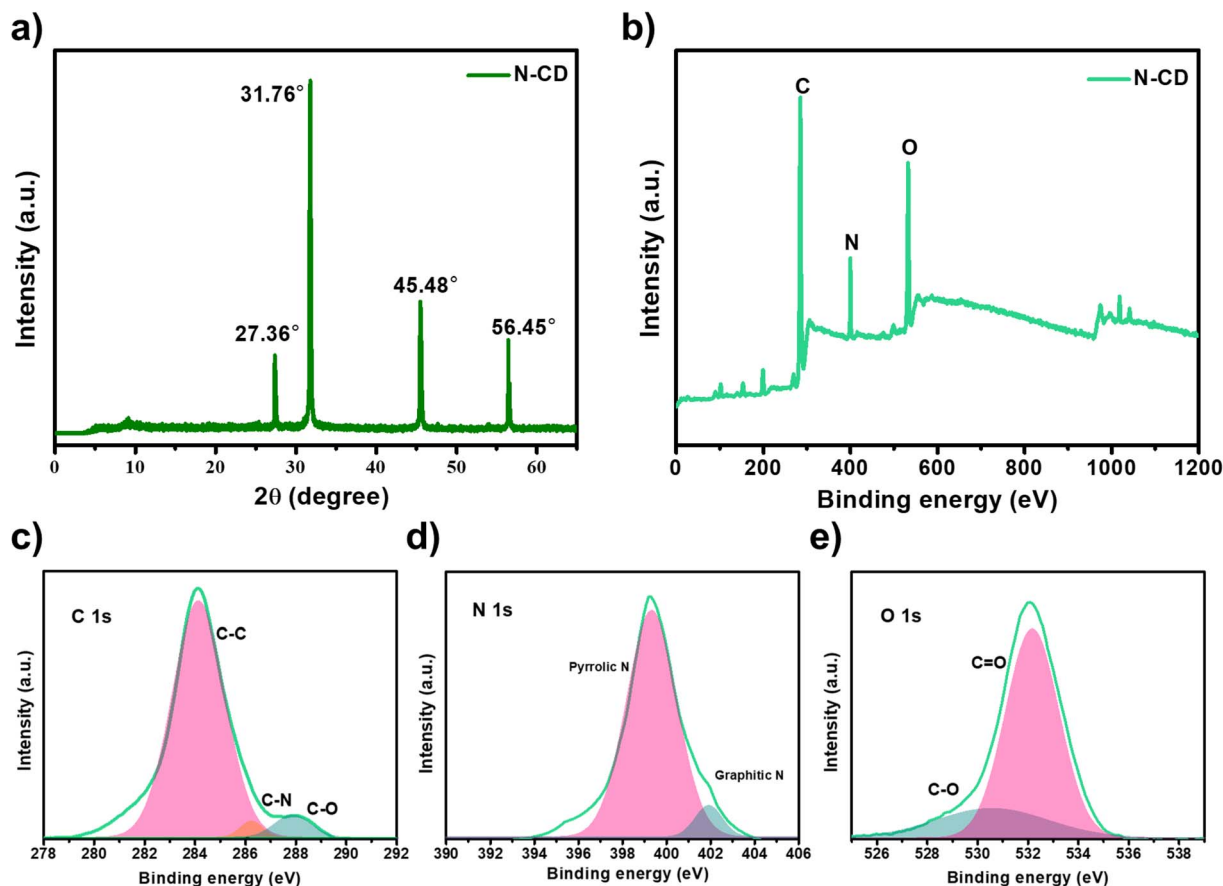 a)
N-CD
31.76°
27.36°
45.48°
56.45°
Intensity (a.u.)
0 10 20 30 40 50 60
2θ (degree)
b)
N-CD
C
N
O
Intensity (a.u.)
0 200 400 600 800 1000 1200
Binding energy (eV)
c)
C 1s
C-C
C-N
C-O
Intensity (a.u.)
278 280 282 284 286 288 290 292
Binding energy (eV)
d)
N 1s
Pyrrolic N
Graphitic N
Intensity (a.u.)
390 392 394 396 398 400 402 404 406
Binding energy (eV)
e)
O 1s
C=O
C-O
Intensity (a.u.)
526 528 530 532 534 536 538
Binding energy (eV)